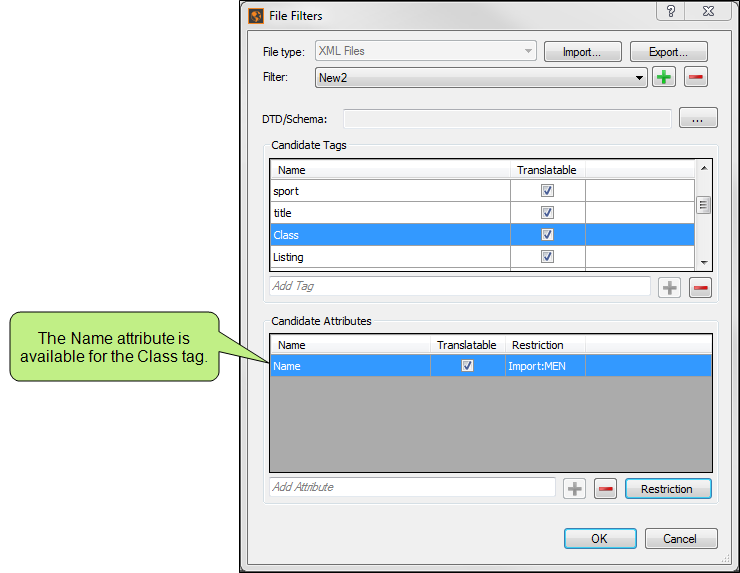 File Filters
?
File type:
XML Files
Import...
Export...
Filter:
New2
DTD/Schema:
...
Candidate Tags
Name Translatable
sport
title
Class
Listing
Add Tag
Candidate Attributes
The Name attribute is
available for the Class tag.
Name Translatable Restriction
Name Import:MEN
Add Attribute
Restriction
OK
Cancel